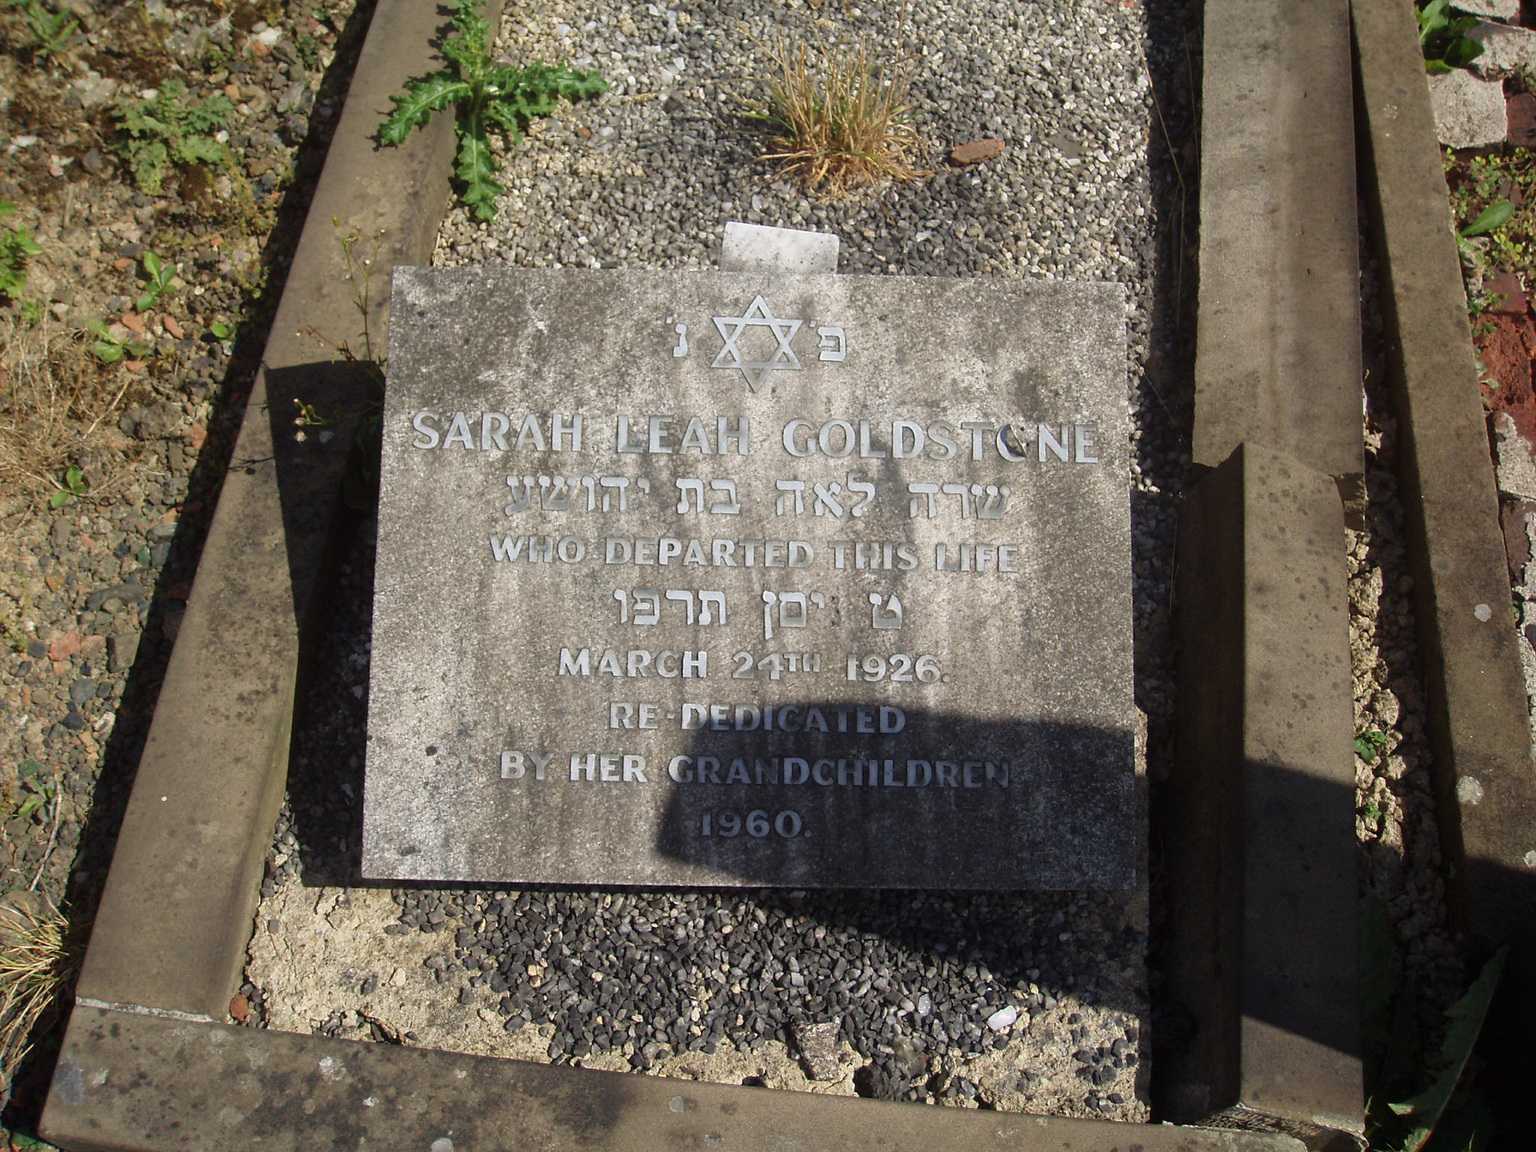 פ' נ'
SARAH LEAH GOLDSTONE
שרה לאה בת יהושע
WHO DEPARTED THIS LIFE
ט ניסן תרפו
MARCH 24TH 1926.
RE-DEDICATED
BY HER GRANDCHILDREN
1960.